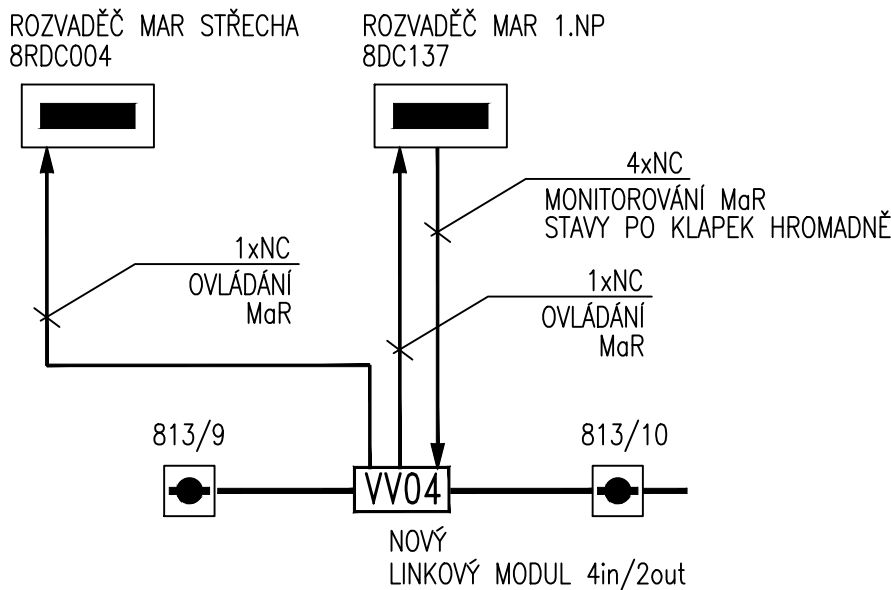 ROZVADĚČ MAR STŘECHA
8RDC004
ROZVADĚČ MAR 1.NP
8DC137
4xNC
MONITOROVÁNÍ MaR
STAVY PO KLAPEK HROMADNĚ
1xNC
OVLÁDÁNÍ
MaR
1xNC
OVLÁDÁNÍ
MaR
813/9
813/10
VV04
NOVÝ
LINKOVÝ MODUL 4in/2out